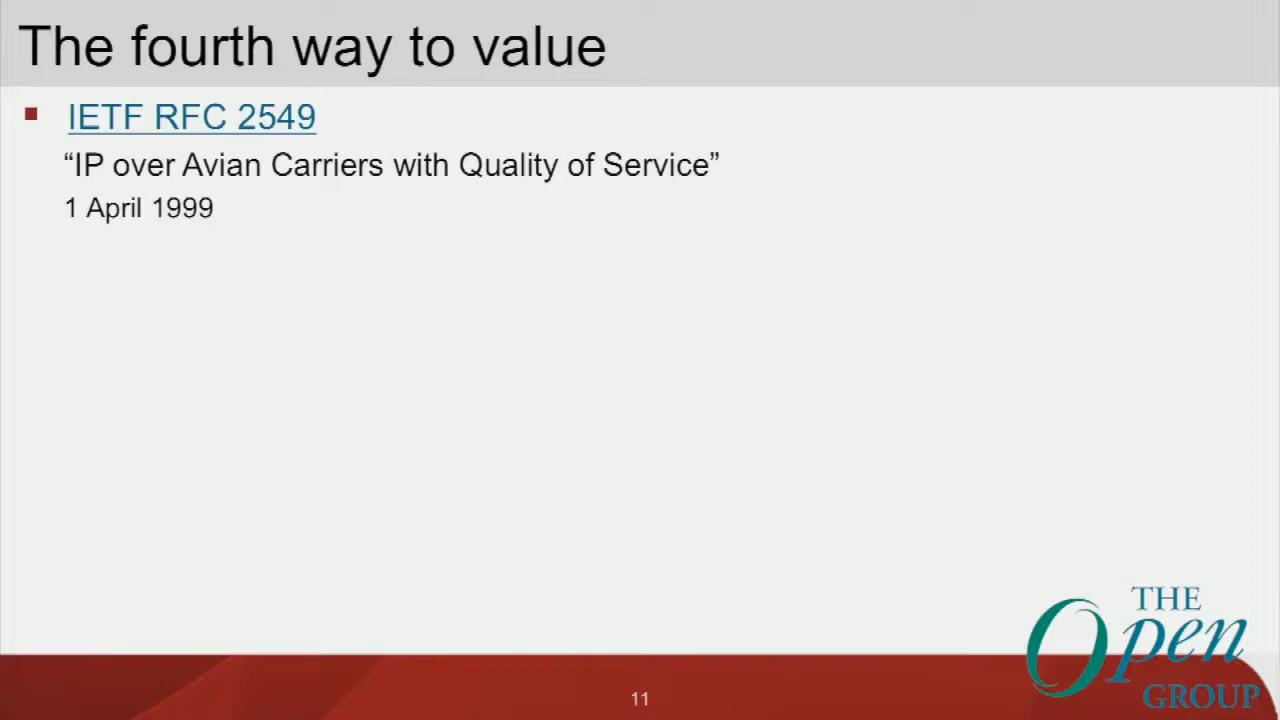 The fourth way to value
IETF RFC 2549
“IP over Avian Carriers with Quality of Service”
1 April 1999
THE
Open
GROUP
11